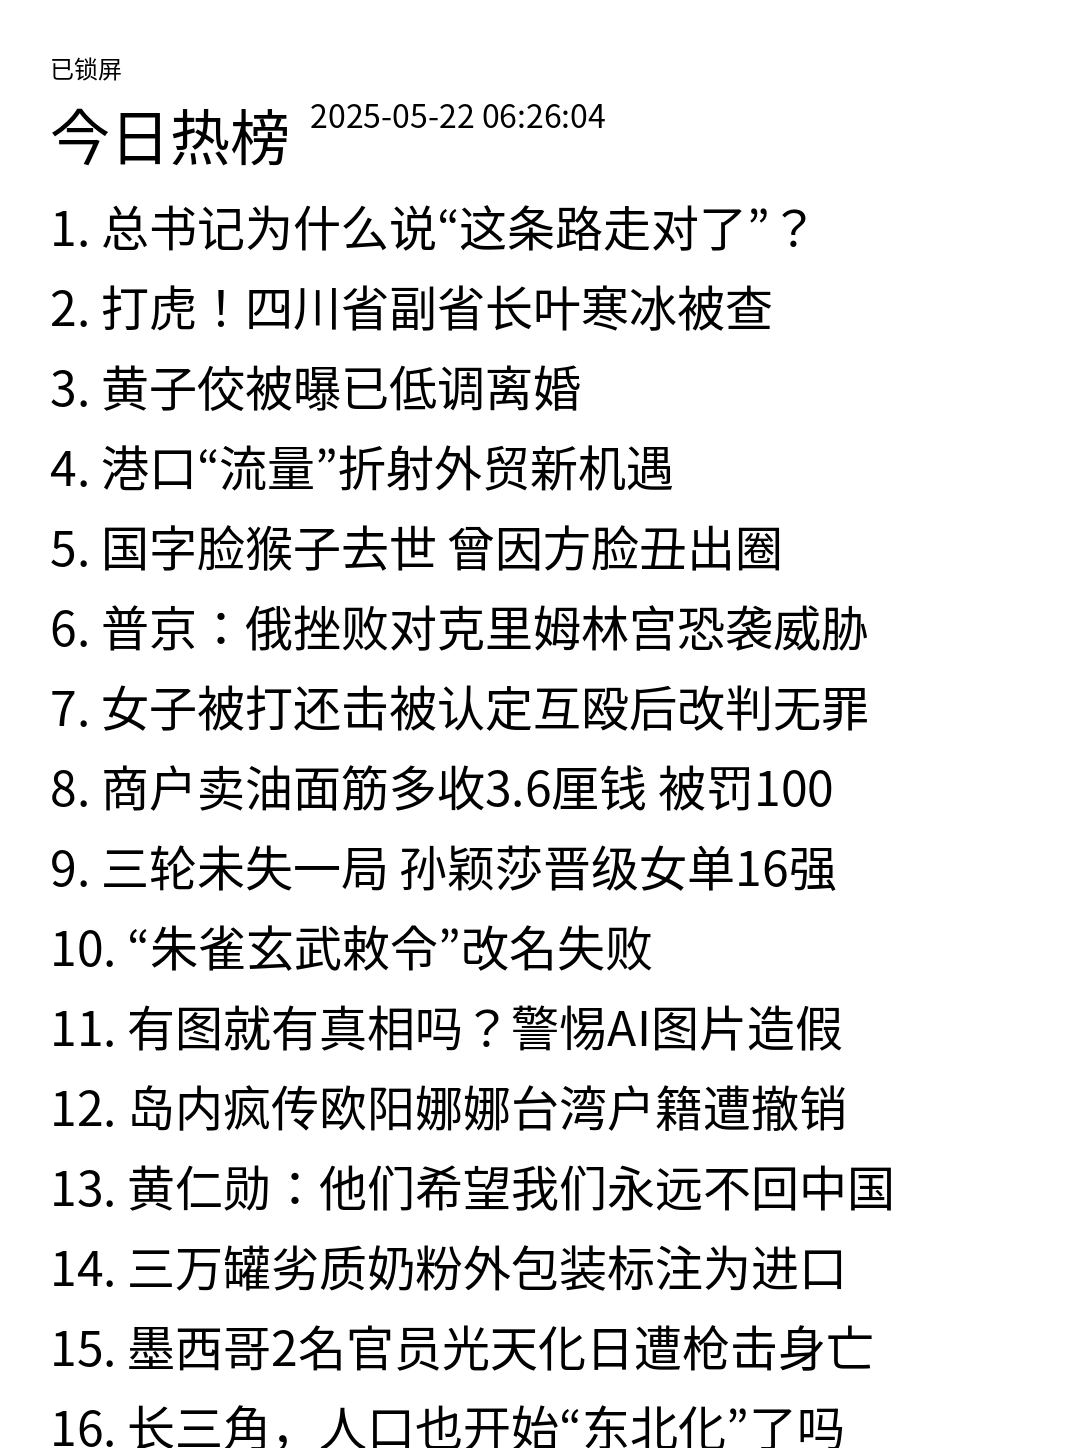 已锁屏
今日热榜 2025-05-22 06:26:04
1. 总书记为什么说“这条路走对了”？
2. 打虎！四川省副省长叶寒冰被查
3. 黄子佼被曝已低调离婚
4. 港口“流量”折射外贸新机遇
5. 国字脸猴子去世 曾因方脸丑出圈
6. 普京：俄挫败对克里姆林宫恐袭威胁
7. 女子被打还击被认定互殴后改判无罪
8. 商户卖油面筋多收3.6厘钱 被罚100
9. 三轮未失一局 孙颖莎晋级女单16强
10. “朱雀玄武敕令”改名失败
11. 有图就有真相吗？警惕AI图片造假
12. 岛内疯传欧阳娜娜台湾户籍遭撤销
13. 黄仁勋：他们希望我们永远不回中国
14. 三万罐劣质奶粉外包装标注为进口
15. 墨西哥2名官员光天化日遭枪击身亡
16. 长三角，人口也开始“东北化”了吗